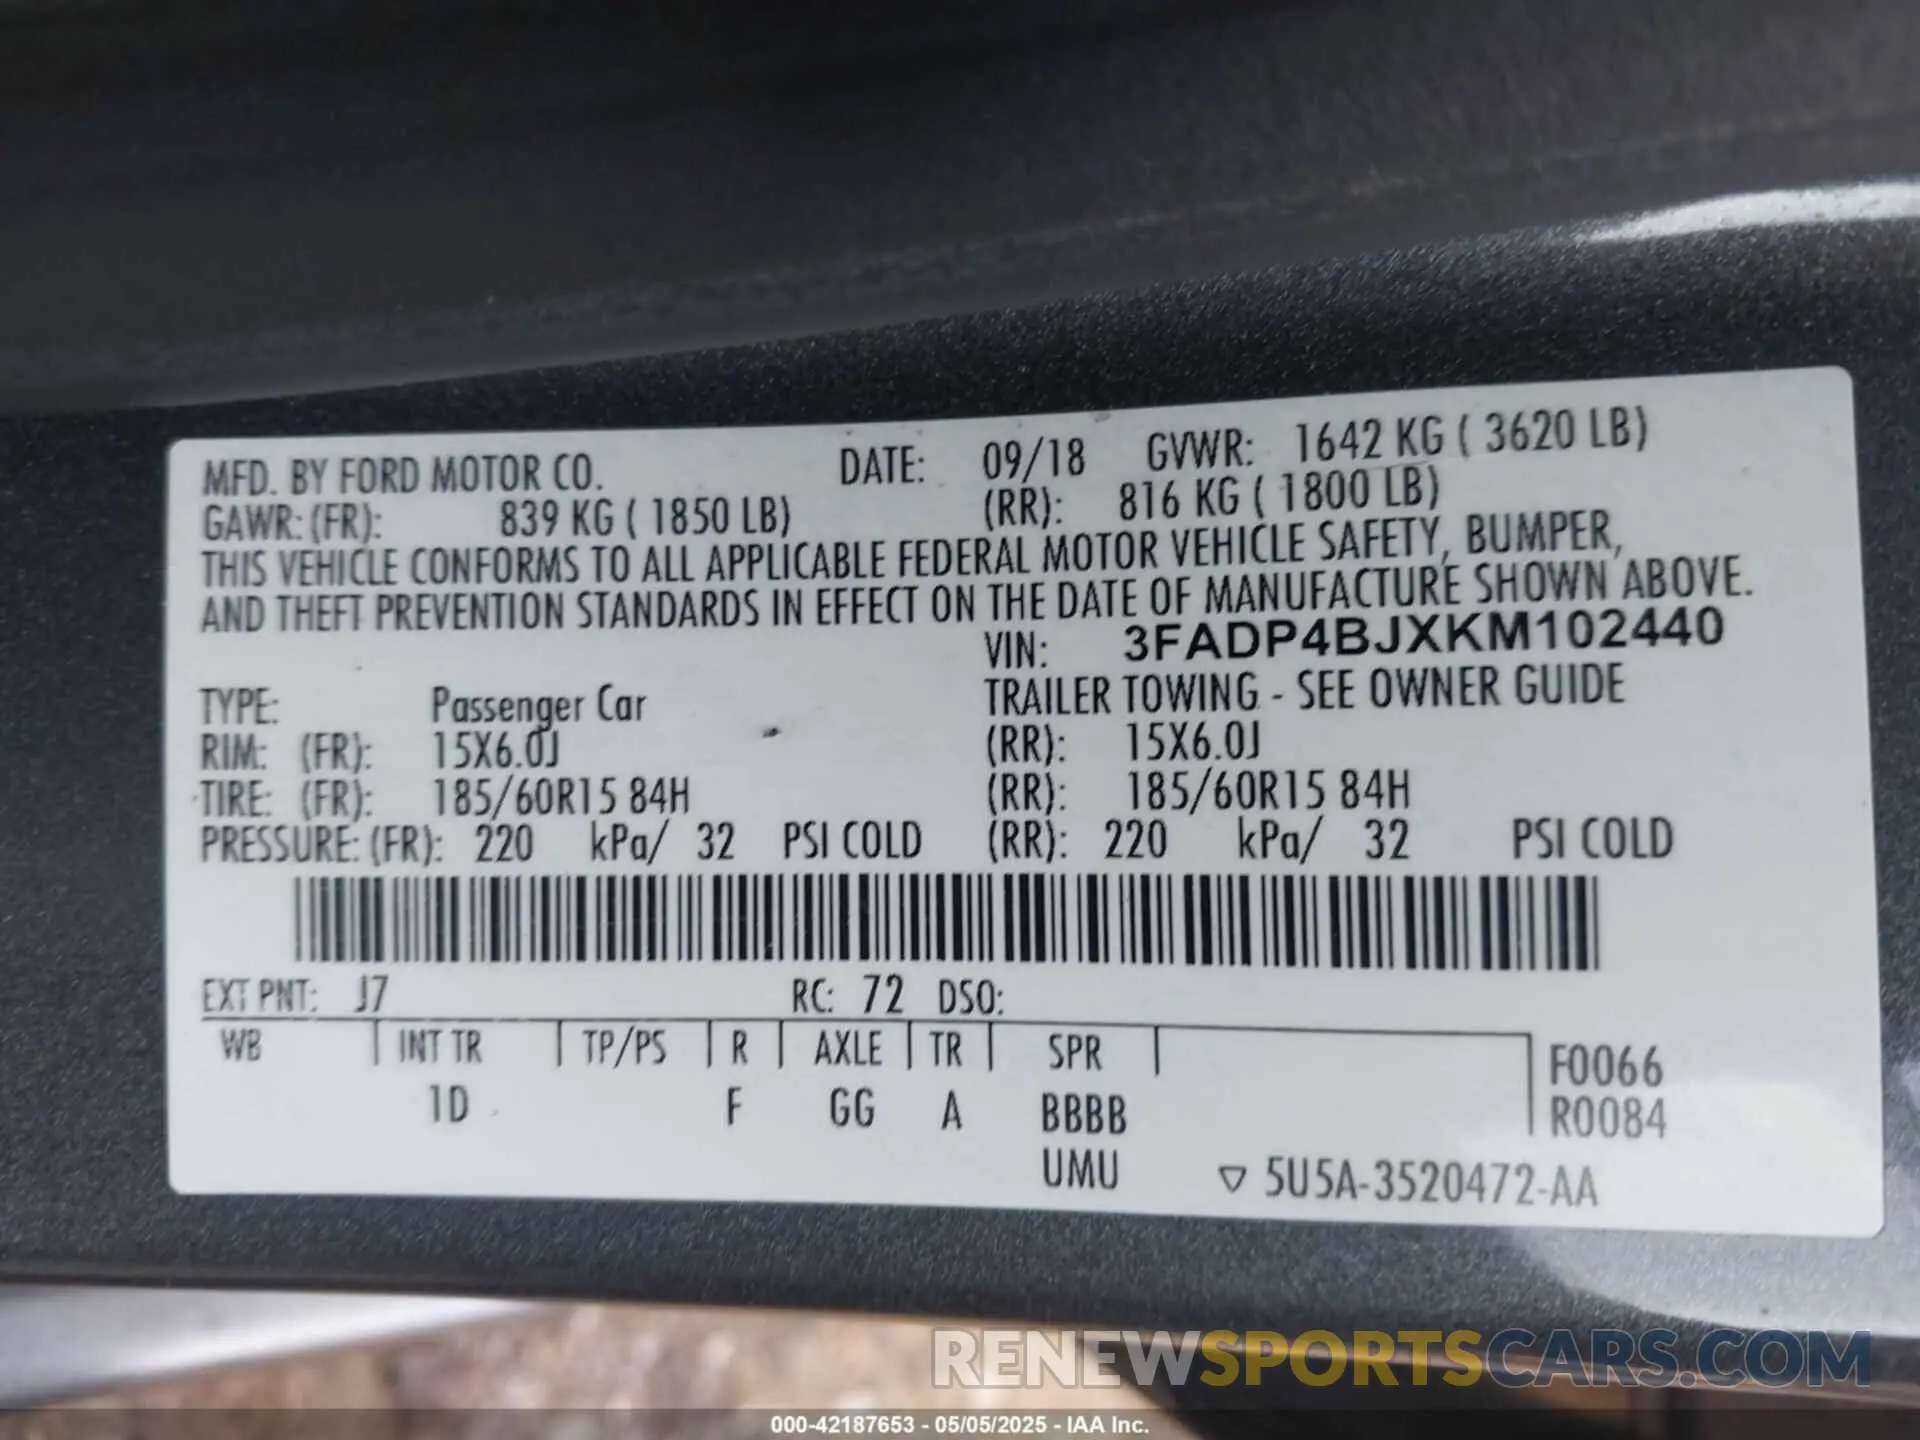 MFD. BY FORD MOTOR CO. DATE: 09/18 GVWR: 1642 KG ( 3620 LB)
GAWR: (FR): 839 KG ( 1850 LB) (RR): 816 KG ( 1800 LB)
THIS VEHICLE CONFORMS TO ALL APPLICABLE FEDERAL MOTOR VEHICLE SAFETY, BUMPER,
AND THEFT PREVENTION STANDARDS IN EFFECT ON THE DATE OF MANUFACTURE SHOWN ABOVE.
VIN: 3FADP4BJXKM102440
TYPE: Passenger Car TRAILER TOWING - SEE OWNER GUIDE
RIM: (FR): 15X6.0J (RR): 15X6.0J
TIRE: (FR): 185/60R15 84H (RR): 185/60R15 84H
PRESSURE: (FR): 220 kPa/ 32 PSI COLD (RR): 220 kPa/ 32 PSI COLD
EXT PNT: J7 RC: 72 DSO:
WB INT TR TP/PS R AXLE TR SPR F0066
1D F GG A BBBB R0084
UMU ▽ 5U5A-3520472-AA
RENEWSPORTSCARS.COM
000-42187653 - 05/05/2025 - IAA Inc.